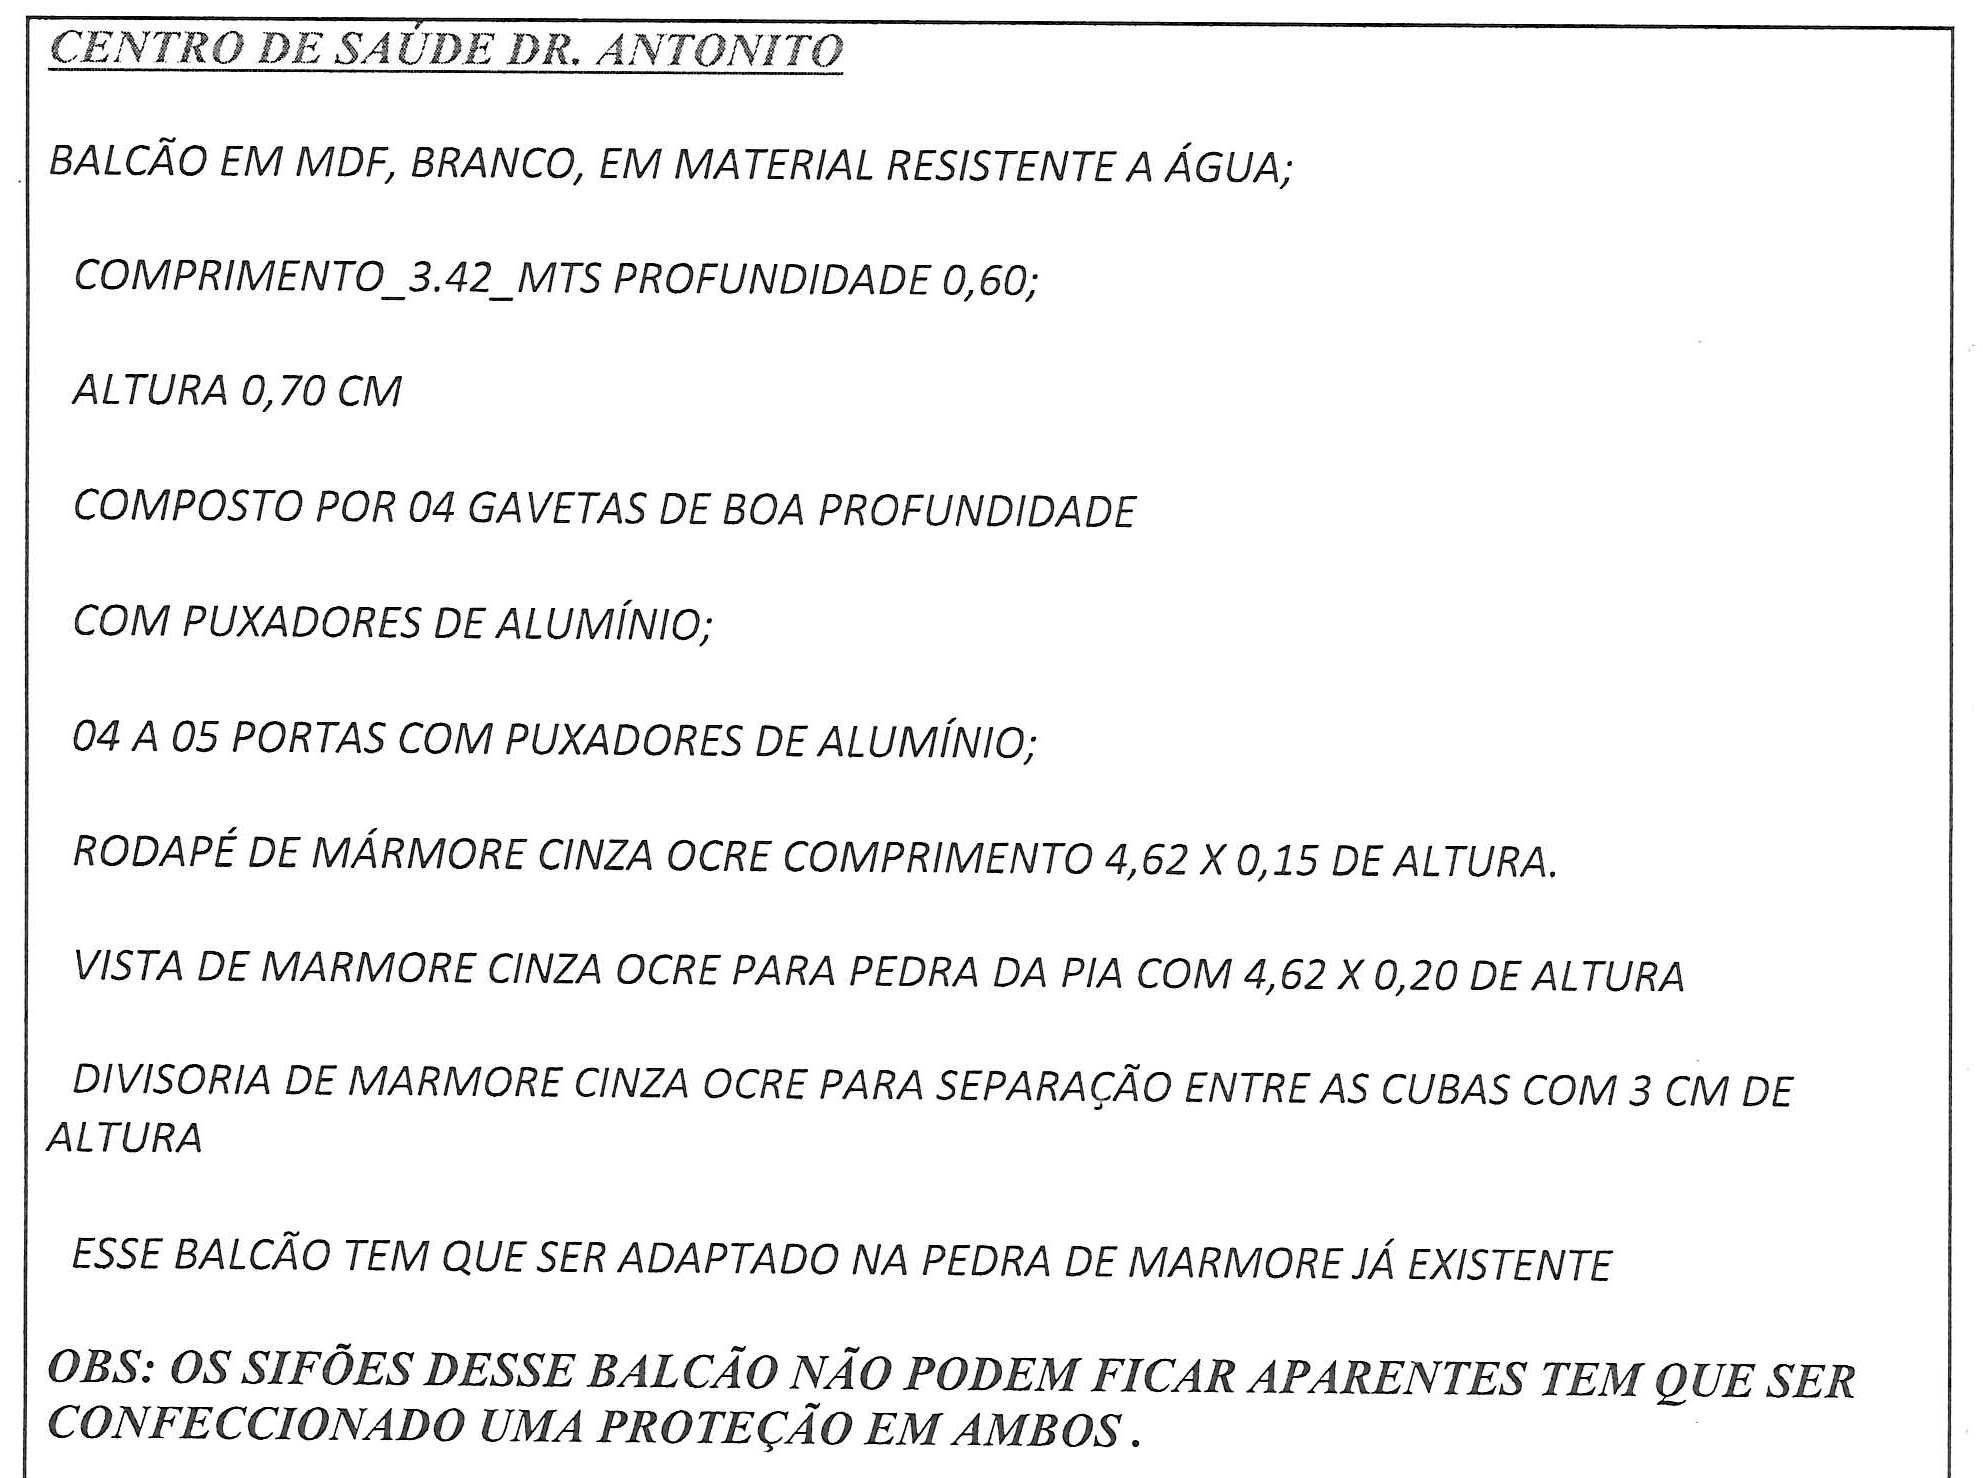 CENTRO DE SAÚDE DR. ANTONITO
BALCÃO EM MDF, BRANCO, EM MATERIAL RESISTENTE A ÁGUA;
COMPRIMENTO_3.42_MTS PROFUNDIDADE 0,60;
ALTURA 0,70 CM
COMPOSTO POR 04 GAVETAS DE BOA PROFUNDIDADE
COM PUXADORES DE ALUMÍNIO;
04 A 05 PORTAS COM PUXADORES DE ALUMÍNIO;
RODAPÉ DE MÁRMORE CINZA OCRE COMPRIMENTO 4,62 X 0,15 DE ALTURA.
VISTA DE MARMORE CINZA OCRE PARA PEDRA DA PIA COM 4,62 X 0,20 DE ALTURA
DIVISORIA DE MARMORE CINZA OCRE PARA SEPARAÇÃO ENTRE AS CUBAS COM 3 CM DE
ALTURA
ESSE BALCÃO TEM QUE SER ADAPTADO NA PEDRA DE MARMORE JÁ EXISTENTE
OBS: OS SIFÕES DESSE BALCÃO NÃO PODEM FICAR APARENTES TEM QUE SER
CONFECCIONADO UMA PROTEÇÃO EM AMBOS .